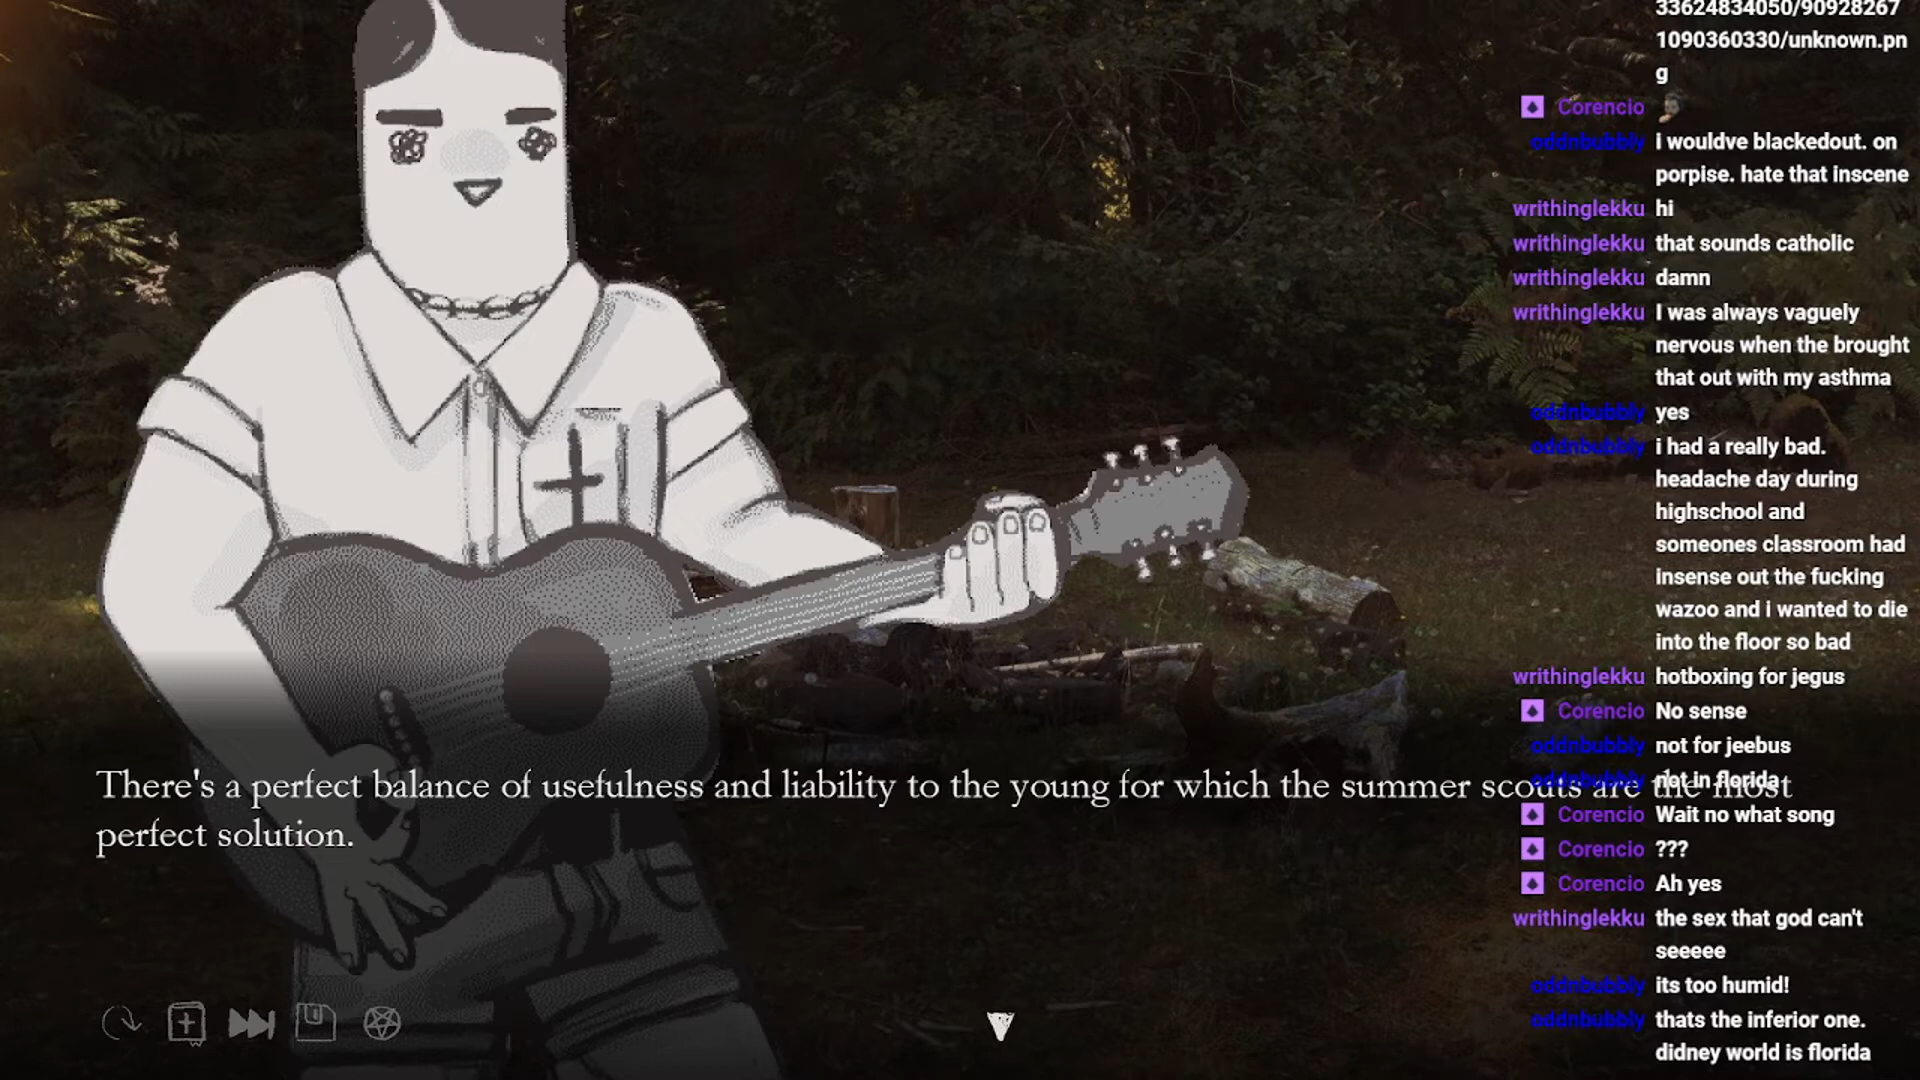 33624834050/90928267
1090360330/unknown.pn
g
Corencio
oddnbubbly i wouldve blackedout. on
porpise. hate that inscene
writhinglekku hi
writhinglekku that sounds catholic
writhinglekku damn
writhinglekku I was always vaguely
nervous when the brought
that out with my asthma
oddnbubbly yes
oddnbubbly i had a really bad.
headache day during
highschool and
someones classroom had
insense out the fucking
wazoo and i wanted to die
into the floor so bad
writhinglekku hotboxing for jegus
Corencio No sense
oddnbubbly not for jeebus
oddnbubbly not in florida
Corencio Wait no what song
Corencio ???
Corencio Ah yes
writhinglekku the sex that god can't
seeeee
oddnbubbly its too humid!
oddnbubbly thats the inferior one.
didney world is florida
There's a perfect balance of usefulness and liability to the young for which the summer scouts are the most
perfect solution.